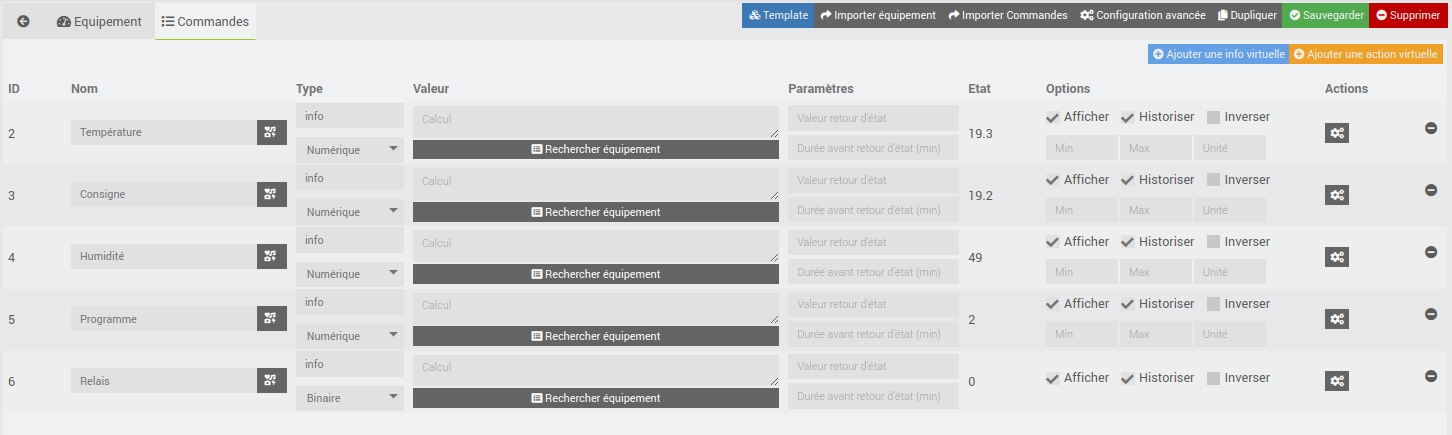 Equipement Commandes Template Importer équipement Importer Commandes Configuration avancée Dupliquer Sauvegarder Supprimer
Ajouter une info virtuelle Ajouter une action virtuelle
ID Nom Type Valeur Paramètres Etat Options Actions
info Calcul Valeur retour d'état Afficher Historiser Inverser
2 Température 19.3
Numérique Rechercher équipement Durée avant retour d'état (min) Min Max Unité
info Calcul Valeur retour d'état Afficher Historiser Inverser
3 Consigne 19.2
Numérique Rechercher équipement Durée avant retour d'état (min) Min Max Unité
info Calcul Valeur retour d'état Afficher Historiser Inverser
4 Humidité 49
Numérique Rechercher équipement Durée avant retour d'état (min) Min Max Unité
info Calcul Valeur retour d'état Afficher Historiser Inverser
5 Programme 2
Numérique Rechercher équipement Durée avant retour d'état (min) Min Max Unité
info Calcul Valeur retour d'état
6 Relais 0 Afficher Historiser Inverser
Binaire Rechercher équipement Durée avant retour d'état (min)